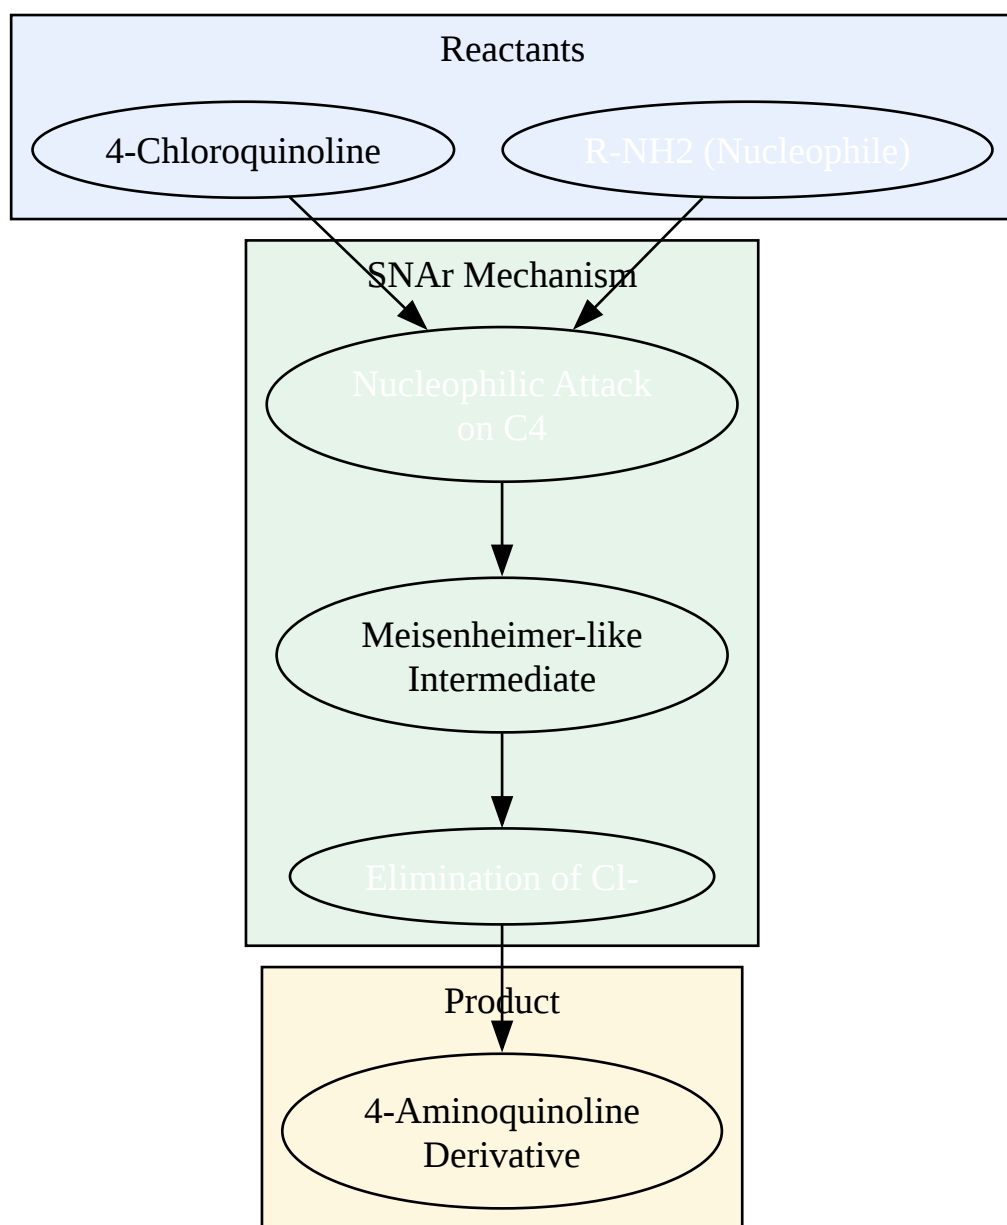 Reactants
4-Chloroquinoline
R-NH2 (Nucleophile)
SNAr Mechanism
Nucleophilic Attack
on C4
Meisenheimer-like
Intermediate
Elimination of Cl-
Product
4-Aminoquinoline
Derivative